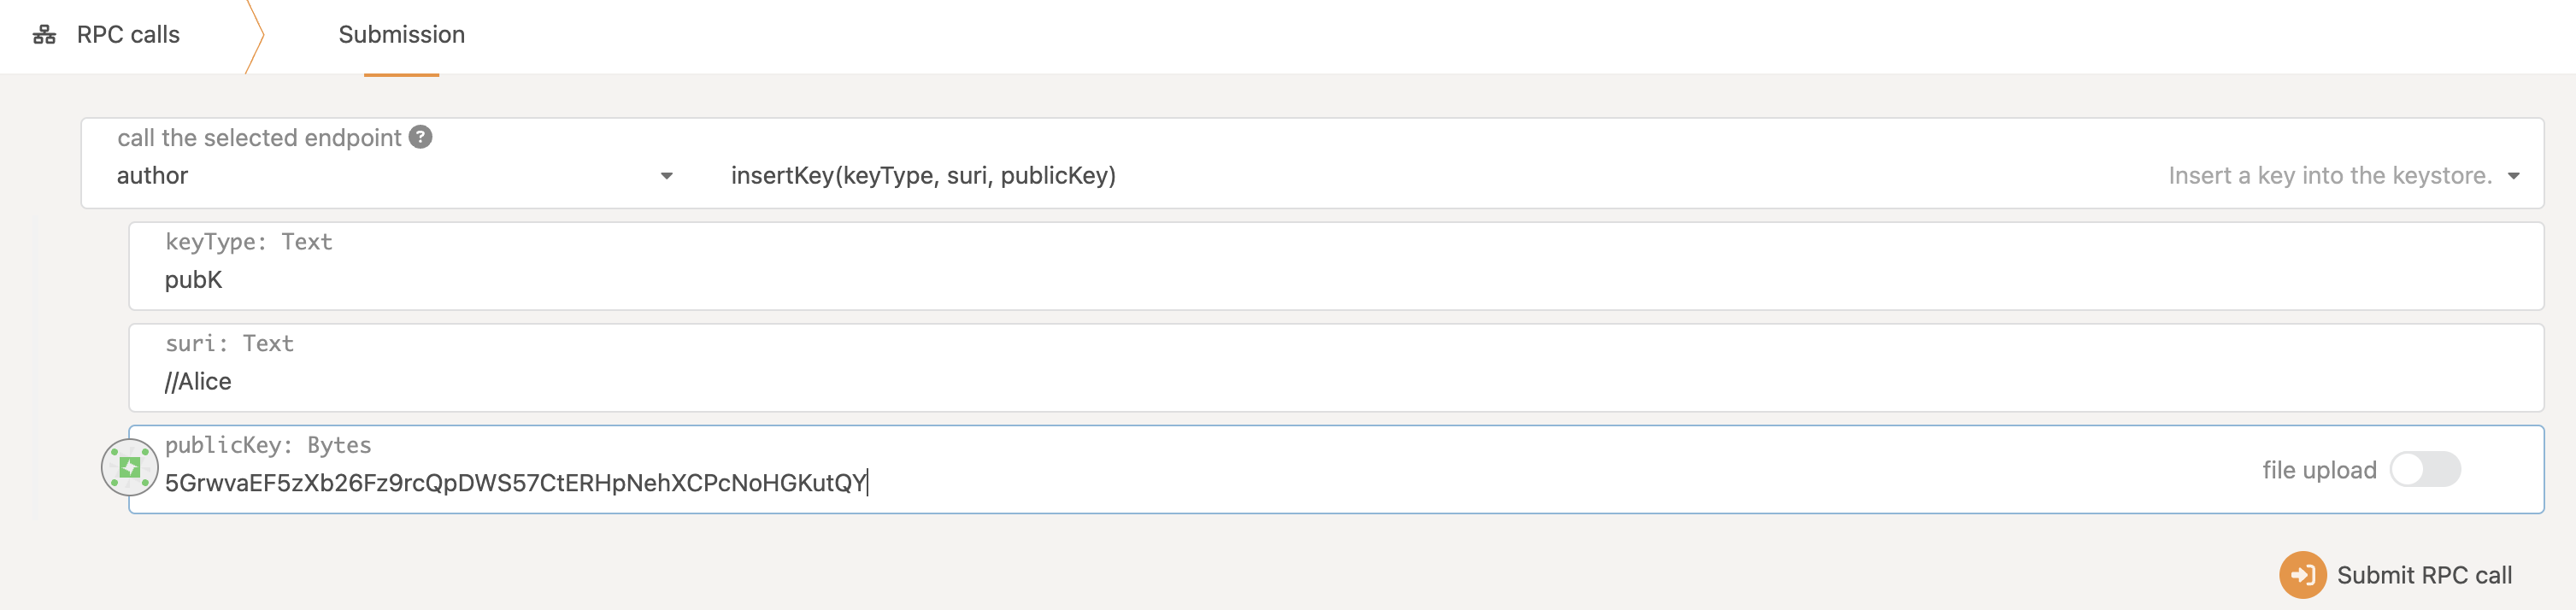 RPC calls Submission
call the selected endpoint ?
author insertKey(keyType, suri, publicKey) Insert a key into the keystore.
keyType: Text
pubK
suri: Text
//Alice
publicKey: Bytes
5GrwvaEF5zXb26Fz9rcQpDWS57CtERHpNehXCPcNoHGKutQY
file upload
Submit RPC call